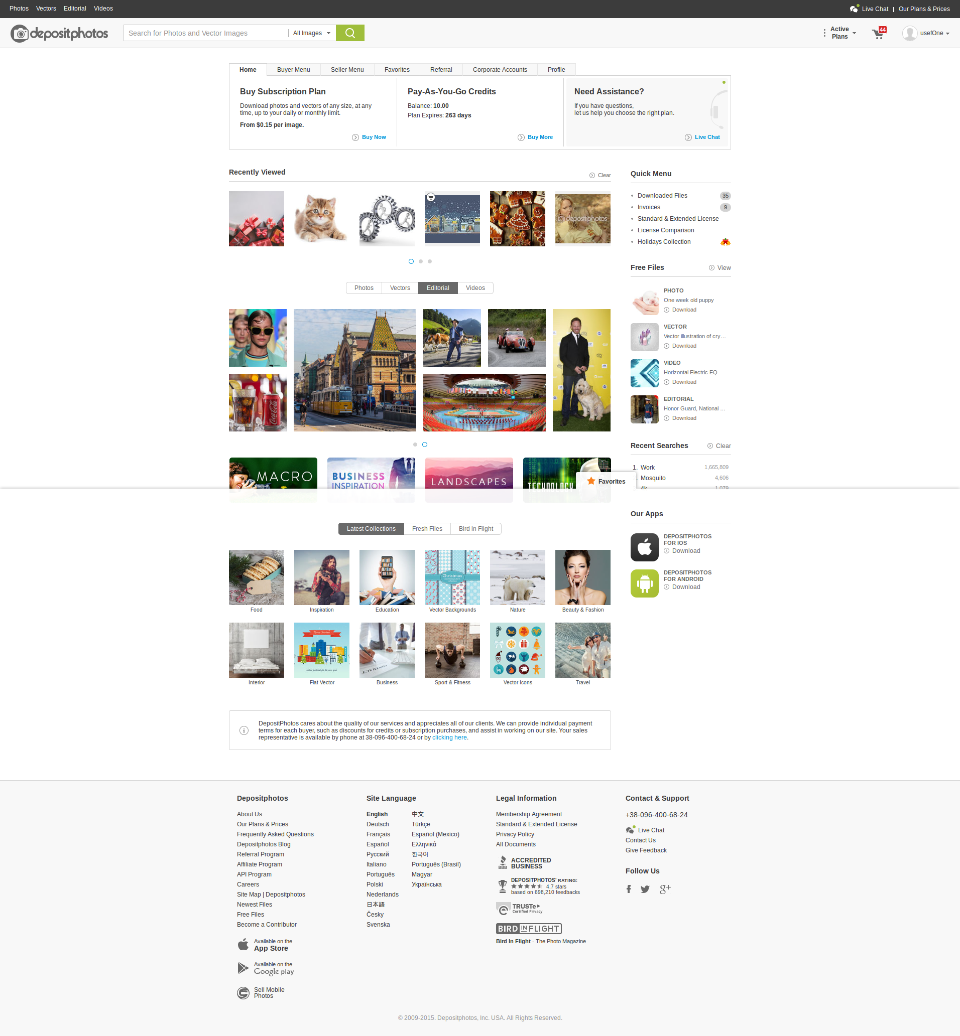 Photos Vectors Editorial Videos
Live Chat | Our Plans & Prices
depositphotos
Search for Photos and Vector Images
All Images
Active Plans
44
userOne
Home Buyer Menu Seller Menu Favorites Referral Corporate Accounts Profile
Buy Subscription Plan
Download photos and vectors of any size, at any
time, up to your daily or monthly limit.
From $0.15 per image.
Buy Now
Pay-As-You-Go Credits
Balance: 10.00
Plan Expires: 263 days
Buy More
Need Assistance?
If you have questions,
let us help you choose the right plan.
Live Chat
Recently Viewed
Clear
depositphotos
Photos Vectors Editorial Videos
MACRO
BUSINESS
INSPIRATION
LANDSCAPES
TECHNOLOGY
Favorites
Quick Menu
Downloaded Files 35
Invoices 9
Standard & Extended License
License Comparison
Holidays Collection
Free Files
View
PHOTO
One week old puppy
Download
VECTOR
Vector illustration of cry...
Download
VIDEO
Horizontal Electric EQ
Download
EDITORIAL
Honor Guard, National ...
Download
Recent Searches
Clear
1. Work 1,665,809
Mosquito 4,606
Our Apps
DEPOSITPHOTOS
FOR IOS
Download
DEPOSITPHOTOS
FOR ANDROID
Download
Latest Collections Fresh Files Bird in Flight
Food Inspiration Education Vector Backgrounds Nature Beauty & Fashion
Interior Flat Vector Business Sport & Fitness Vector Icons Travel
DepositPhotos cares about the quality of our services and appreciates all of our clients. We can provide individual payment
terms for each buyer, such as discounts for credits or subscription purchases, and assist in working on our site. Your sales
representative is available by phone at 38-096-400-68-24 or by clicking here.
Depositphotos
About Us
Our Plans & Prices
Frequently Asked Questions
Depositphotos Blog
Referral Program
Affiliate Program
API Program
Careers
Site Map | Depositphotos
Newest Files
Free Files
Become a Contributor
Available on the
App Store
Available on the
Google play
Sell Mobile
Photos
Site Language
English
Deutsch
Français
Español
Русский
Italiano
Português
Polski
Nederlands
日本語
Česky
Svenska
中文
Türkçe
Español (Mexico)
Ελληνικά
한국어
Português (Brasil)
Magyar
Українська
Legal Information
Membership Agreement
Standard & Extended License
Privacy Policy
All Documents
ACCREDITED
BUSINESS
DEPOSITPHOTOS' RATING:
4.7 stars
based on 698,210 feedbacks
TRUSTe
Certified Privacy
BIRD IN FLIGHT
Bird in Flight - The Photo Magazine
Contact & Support
+38-096-400-68-24
Live Chat
Contact Us
Give Feedback
Follow Us
© 2009-2015. Depositphotos, Inc. USA. All Rights Reserved.